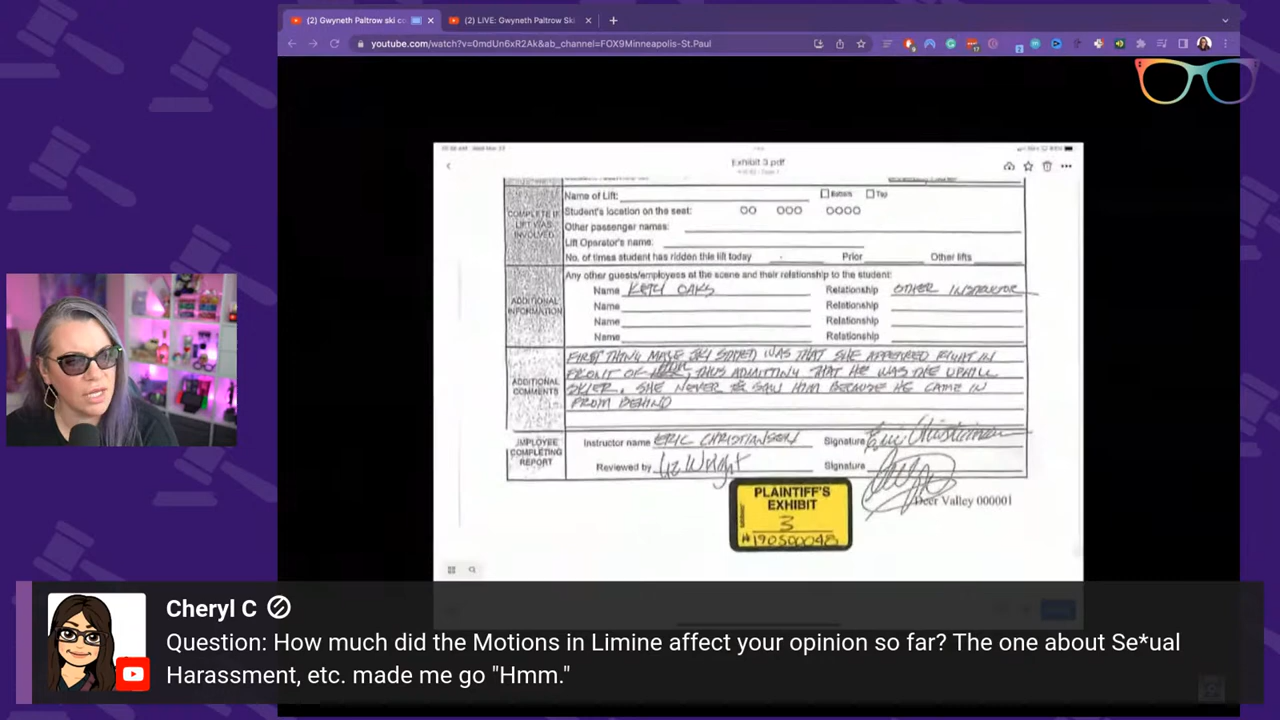 (2) Gwyneth Paltrow ski co
(2) LIVE: Gwyneth Paltrow Ski
youtube.com/watch?v=0mdUn6xR2Ak&ab_channel=FOX9Minneapolis-St.Paul
Exhibit 3.pdf
Name of Lift: Bottom Top
COMPLETE IF LIFT WAS INVOLVED
Student's location on the seat:
Other passenger names:
Lift Operator's name:
No. of times student has ridden this lift today Prior Other lifts
ADDITIONAL INFORMATION
Any other guests/employees at the scene and their relationship to the student:
Name OAKS Relationship OTHER INSTRUCTOR
Name Relationship
Name Relationship
Name Relationship
ADDITIONAL COMMENTS
FIRST THING STATED WAS THAT SHE APPEARED RIGHT IN
FRONT OF THUS ADMITTING THAT HE WAS THE UPHILL
SKIER. SHE NEVER SAW HIM BECAUSE HE CAME IN
FROM BEHIND
EMPLOYEE COMPLETING REPORT
Instructor name ERIC CHRISTIANSEN Signature Eric Christiansen
Reviewed by Liz Wright Signature
Deer Valley 000001
PLAINTIFF'S
EXHIBIT
3
#190500048
Cheryl C
Question: How much did the Motions in Limine affect your opinion so far? The one about Se*ual
Harassment, etc. made me go "Hmm."